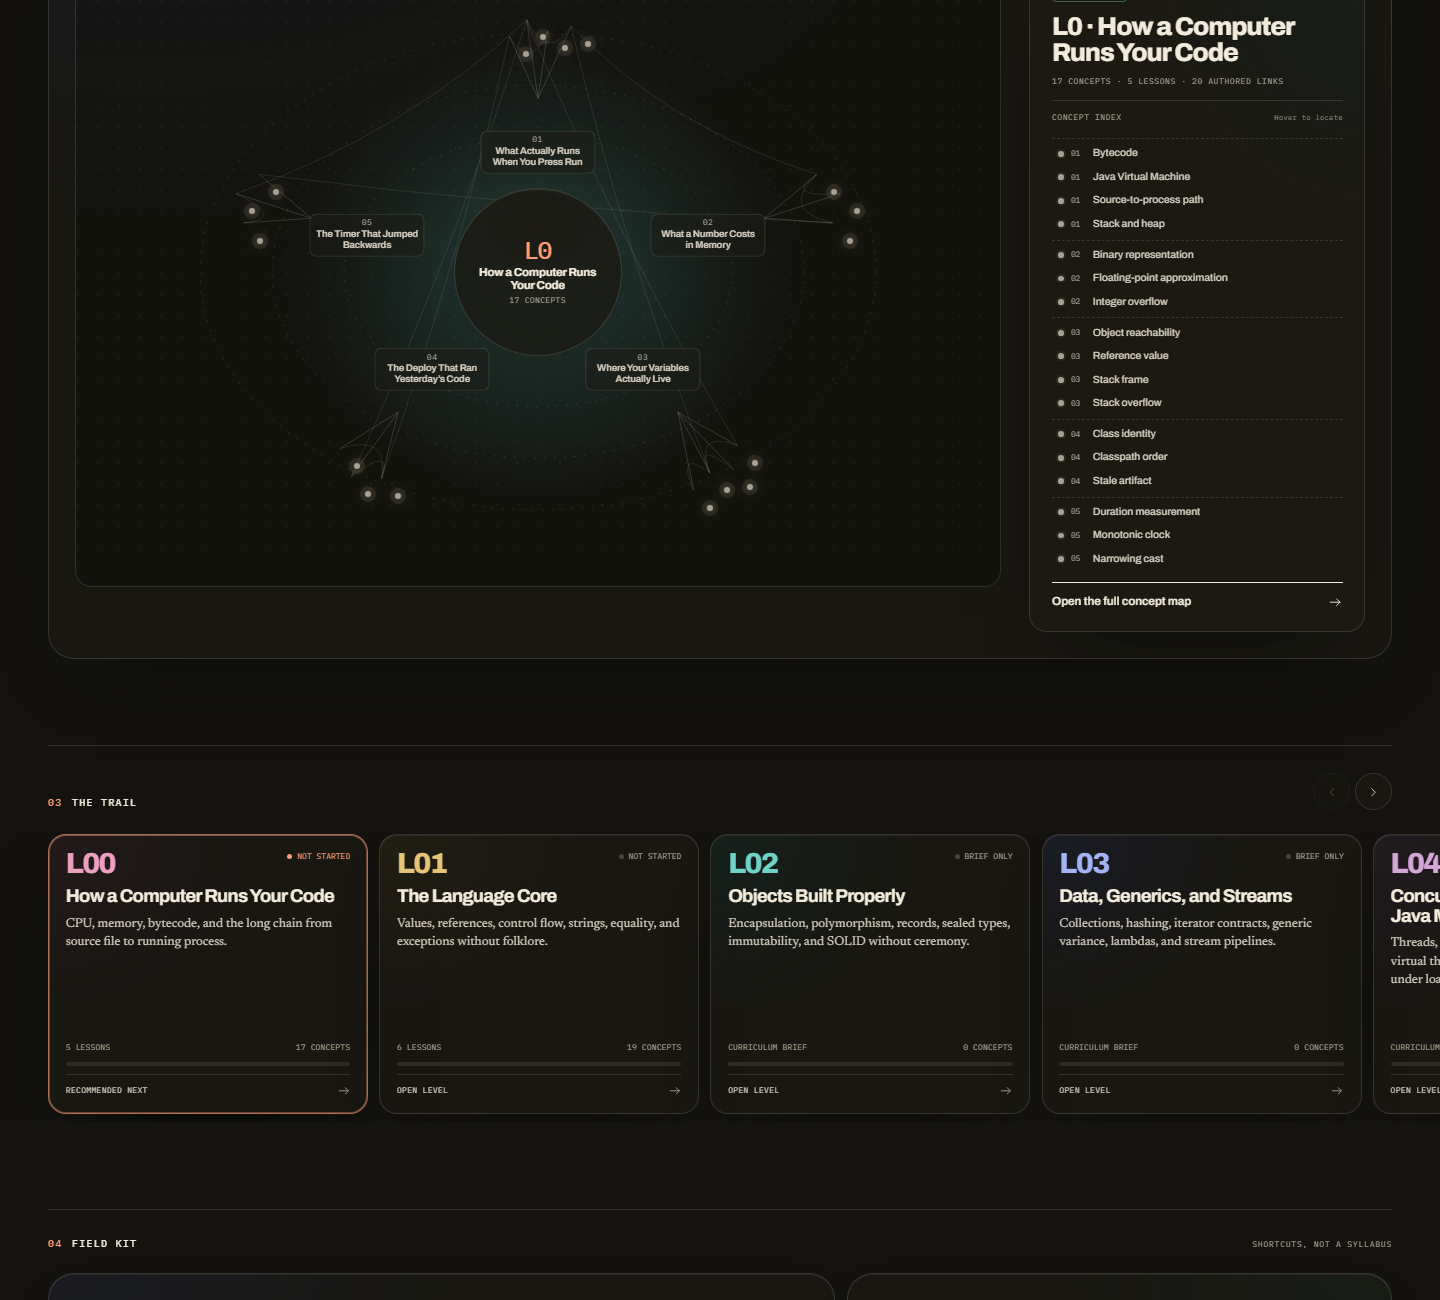 01
What Actually Runs
When You Press Run
05
The Timer That Jumped
Backwards
02
What a Number Costs
in Memory
L0
How a Computer Runs
Your Code
17 CONCEPTS
04
The Deploy That Ran
Yesterday's Code
03
Where Your Variables
Actually Live
L0 · How a Computer
Runs Your Code
17 CONCEPTS · 5 LESSONS · 20 AUTHORED LINKS
CONCEPT INDEX Hover to locate
01 Bytecode
01 Java Virtual Machine
01 Source-to-process path
01 Stack and heap
02 Binary representation
02 Floating-point approximation
02 Integer overflow
03 Object reachability
03 Reference value
03 Stack frame
03 Stack overflow
04 Class identity
04 Classpath order
04 Stale artifact
05 Duration measurement
05 Monotonic clock
05 Narrowing cast
Open the full concept map →
03 THE TRAIL
L00 NOT STARTED
How a Computer Runs Your Code
CPU, memory, bytecode, and the long chain from
source file to running process.
5 LESSONS 17 CONCEPTS
RECOMMENDED NEXT →
L01 NOT STARTED
The Language Core
Values, references, control flow, strings, equality, and
exceptions without folklore.
6 LESSONS 19 CONCEPTS
OPEN LEVEL →
L02 BRIEF ONLY
Objects Built Properly
Encapsulation, polymorphism, records, sealed types,
immutability, and SOLID without ceremony.
CURRICULUM BRIEF 0 CONCEPTS
OPEN LEVEL →
L03 BRIEF ONLY
Data, Generics, and Streams
Collections, hashing, iterator contracts, generic
variance, lambdas, and stream pipelines.
CURRICULUM BRIEF 0 CONCEPTS
OPEN LEVEL →
L04
Java
Threads,
virtual
under
CURRICULUM
OPEN LEVEL
04 FIELD KIT
SHORTCUTS, NOT A SYLLABUS